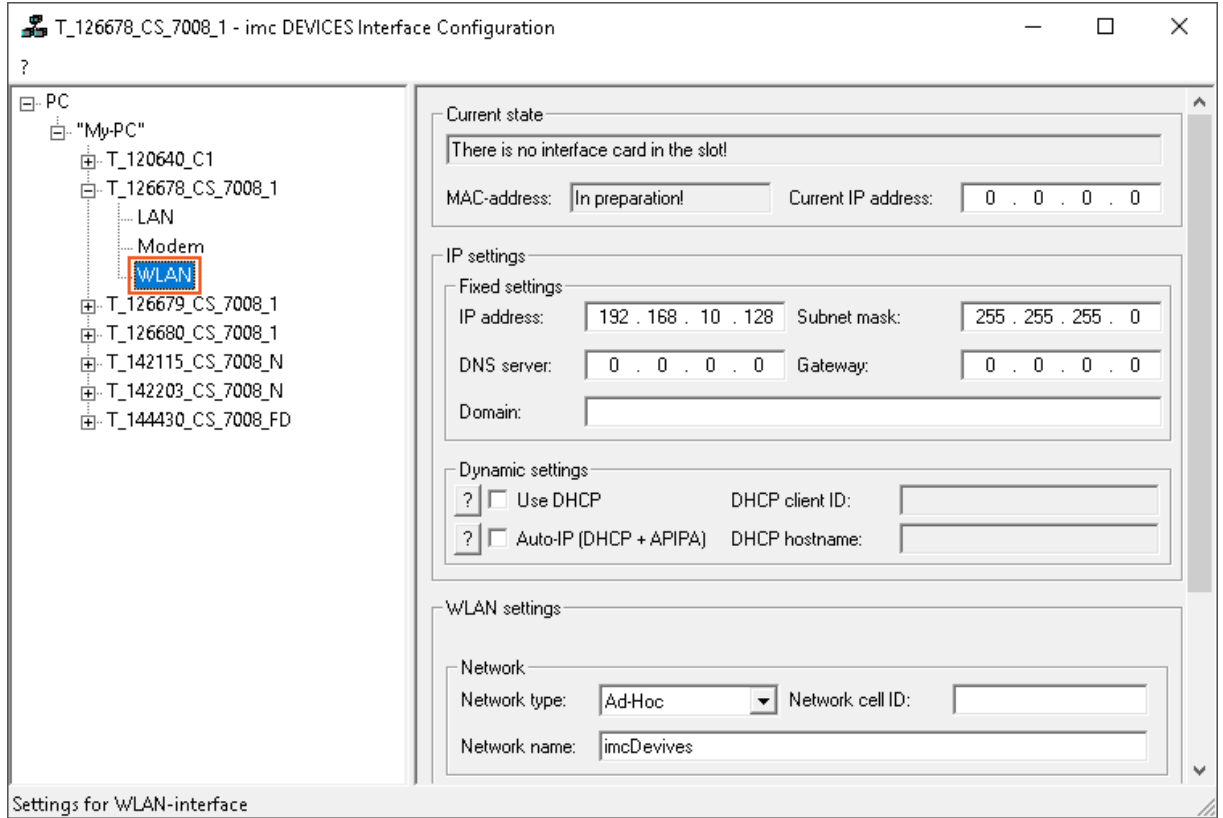 T_126678_CS_7008_1 - imc DEVICES Interface Configuration
?
PC
"My-PC"
T_120640_C1
T_126678_CS_7008_1
LAN
Modem
WLAN
T_126679_CS_7008_1
T_126680_CS_7008_1
T_142115_CS_7008_N
T_142203_CS_7008_N
T_144430_CS_7008_FD
Current state
There is no interface card in the slot!
MAC-address: In preparation! Current IP address: 0 . 0 . 0 . 0
IP settings
Fixed settings
IP address: 192 . 168 . 10 . 128 Subnet mask: 255 . 255 . 255 . 0
DNS server: 0 . 0 . 0 . 0 Gateway: 0 . 0 . 0 . 0
Domain:
Dynamic settings
? Use DHCP DHCP client ID:
? Auto-IP (DHCP + APIPA) DHCP hostname:
WLAN settings
Network
Network type: Ad-Hoc Network cell ID:
Network name: imcDevives
Settings for WLAN-interface